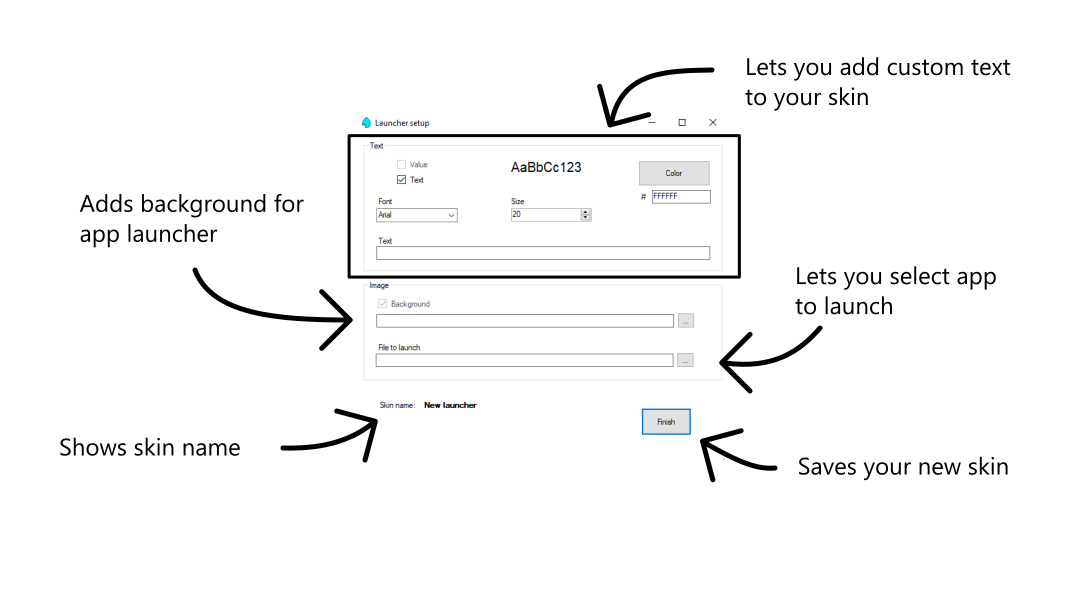 Lets you add custom text
to your skin
Launcher setup
Text
Value
Text
AaBbCc123
Color
# FFFFFF
Font
Arial
Size
20
Text
Adds background for
app launcher
Image
Background
...
File to launch
...
Lets you select app
to launch
Skin name: New launcher
Finish
Shows skin name
Saves your new skin